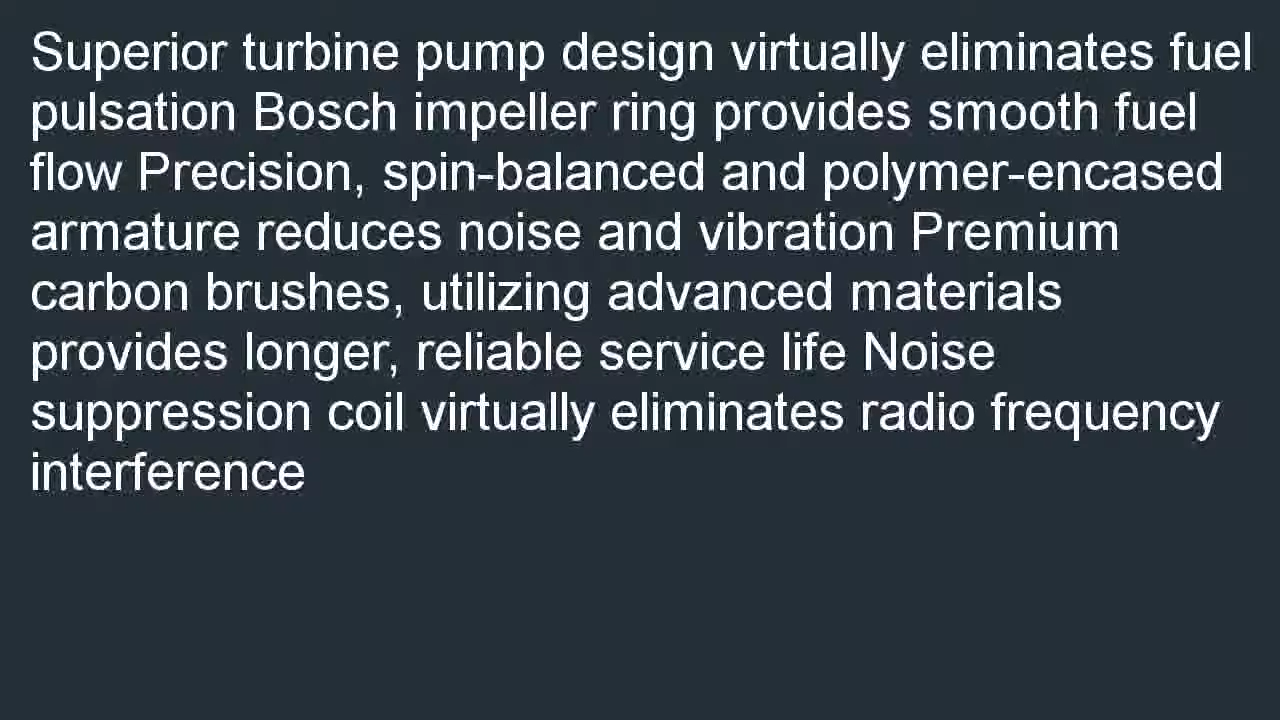 Superior turbine pump design virtually eliminates fuel
pulsation Bosch impeller ring provides smooth fuel
flow Precision, spin-balanced and polymer-encased
armature reduces noise and vibration Premium
carbon brushes, utilizing advanced materials
provides longer, reliable service life Noise
suppression coil virtually eliminates radio frequency
interference